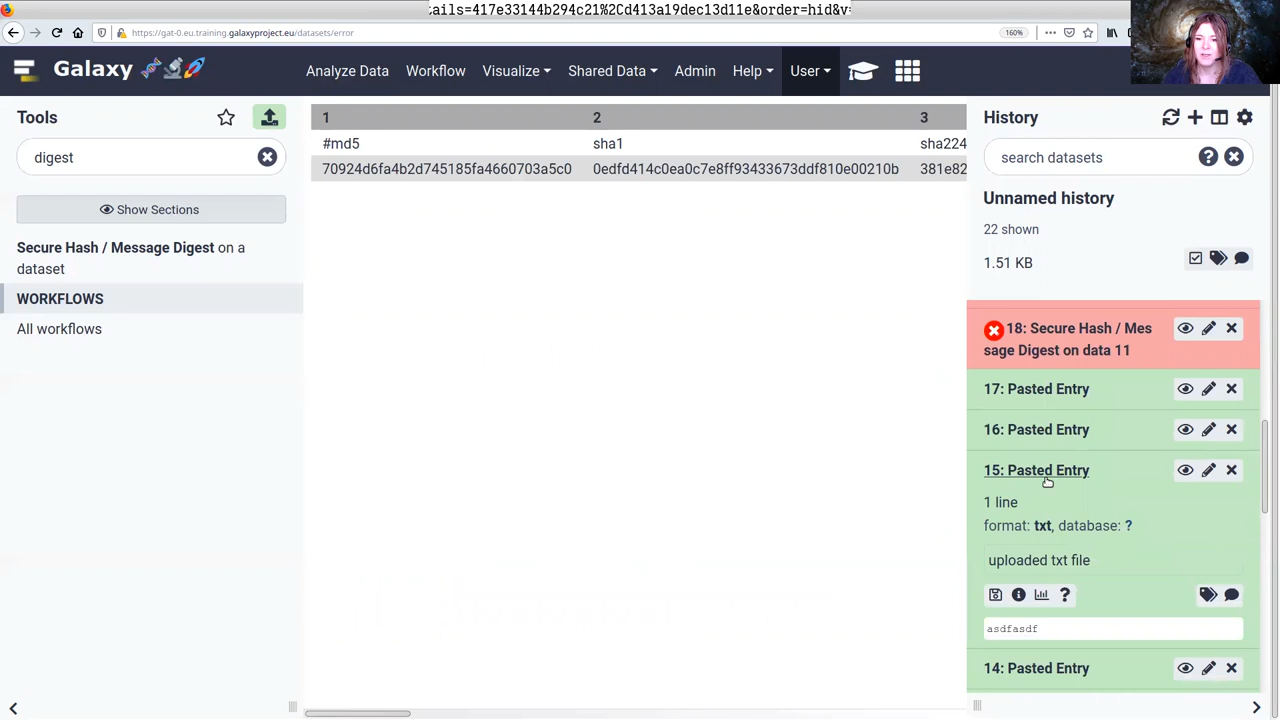 ails=417e33144b294c21%2Cd413a19dec13d11e&order=hid&v=
https://gat-0.eu.training.galaxyproject.eu/datasets/error
160%
Galaxy
Analyze Data
Workflow
Visualize
Shared Data
Admin
Help
User
Tools
digest
Show Sections
Secure Hash / Message Digest on a
dataset
WORKFLOWS
All workflows
1 2 3
#md5 sha1 sha224
70924d6fa4b2d745185fa4660703a5c0 0edfd414c0ea0c7e8ff93433673ddf810e00210b 381e82
History
search datasets
Unnamed history
22 shown
1.51 KB
18: Secure Hash / Mes
sage Digest on data 11
17: Pasted Entry
16: Pasted Entry
15: Pasted Entry
1 line
format: txt, database: ?
uploaded txt file
asdfasdf
14: Pasted Entry